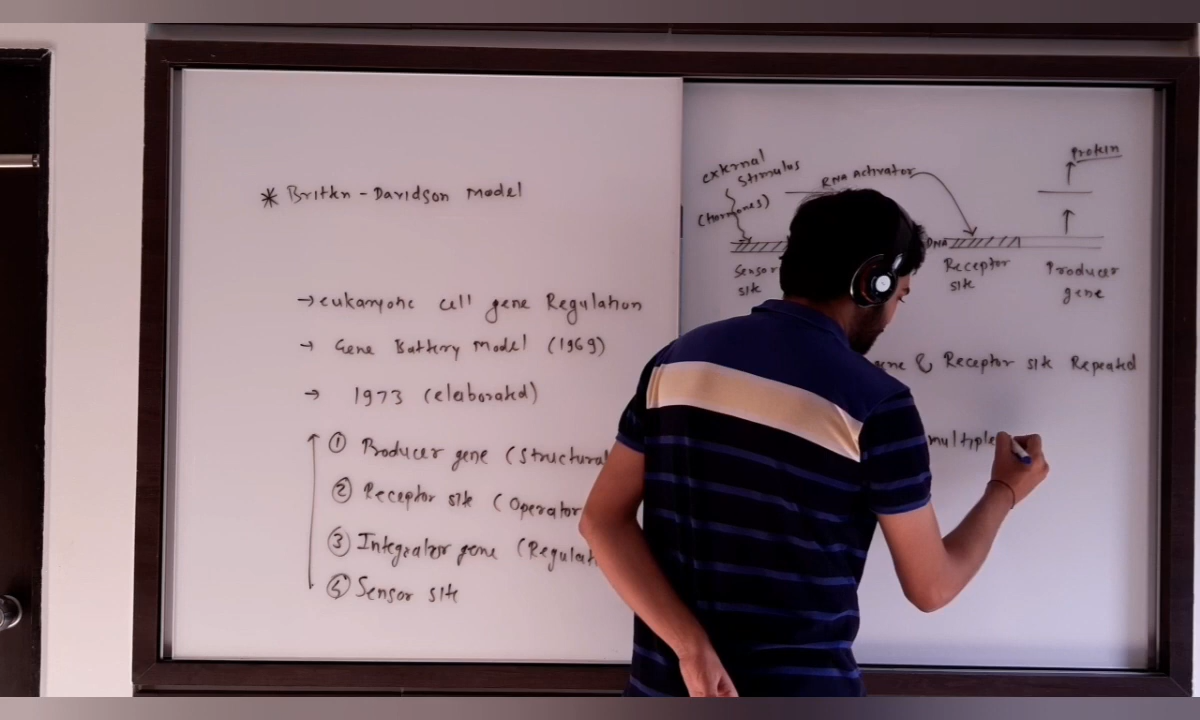 * Britten-Davidson Model
→ eukaryotic cell gene Regulation
→ Gene Battery Model (1969)
→ 1973 (elaborated)
① Producer gene (Structural
② Receptor site (Operator
③ Integrator gene (Regulat
④ Sensor site
external
Stimulus
(Hormones)
RNA Activator
Protein
DNA
Sensor
site
Receptor
site
Producer
gene
gene & Receptor site Repeated
multiple